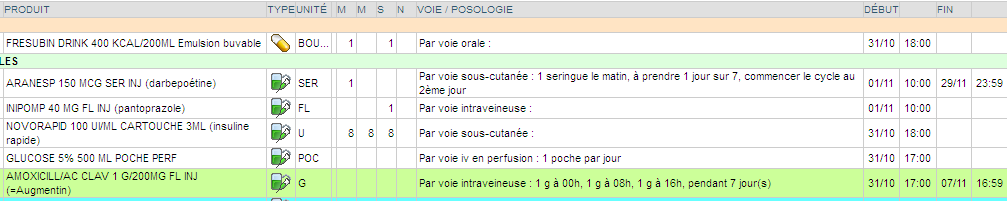 PRODUIT TYPE UNITÉ M M S N VOIE / POSOLOGIE DÉBUT FIN
FRESUBIN DRINK 400 KCAL/200ML Emulsion buvable BOU... 1 1 Par voie orale : 31/10 18:00
LES
ARANESP 150 MCG SER INJ (darbepoétine) SER 1 Par voie sous-cutanée : 1 seringue le matin, à prendre 1 jour sur 7, commencer le cycle au 01/11 10:00 29/11 23:59
2ème jour
INIPOMP 40 MG FL INJ (pantoprazole) FL 1 Par voie intraveineuse : 01/11 10:00
NOVORAPID 100 UI/ML CARTOUCHE 3ML (insuline U 8 8 8 Par voie sous-cutanée : 31/10 18:00
rapide)
GLUCOSE 5% 500 ML POCHE PERF POC Par voie iv en perfusion : 1 poche par jour 31/10 17:00
AMOXICILL/AC CLAV 1 G/200MG FL INJ G Par voie intraveineuse : 1 g à 00h, 1 g à 08h, 1 g à 16h, pendant 7 jour(s) 31/10 17:00 07/11 16:59
(=Augmentin)